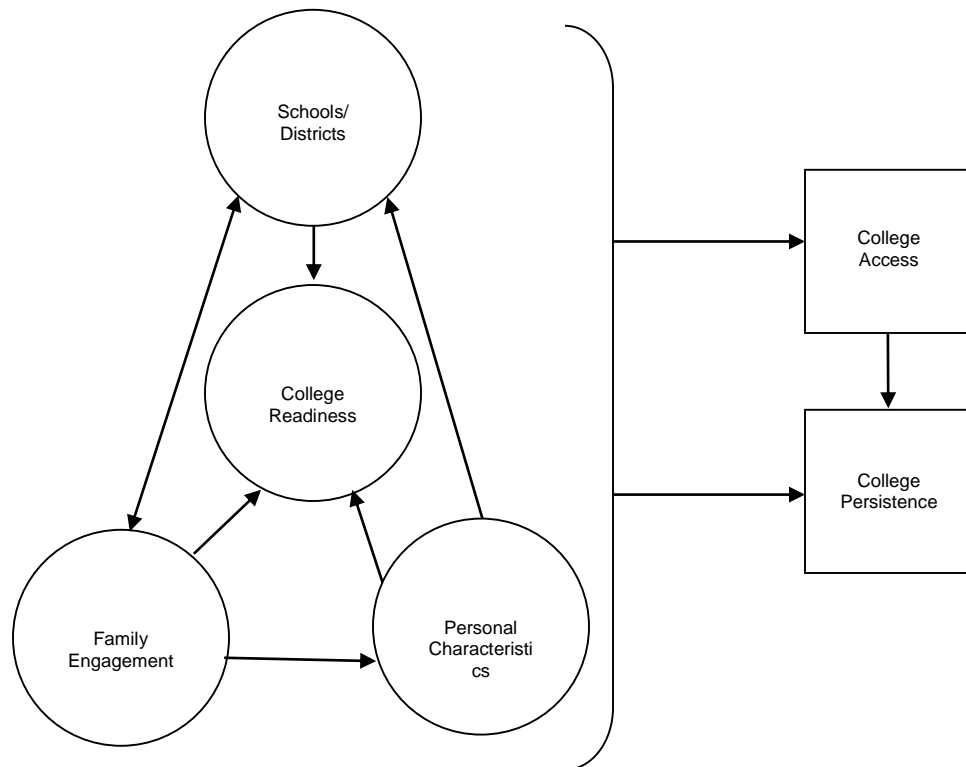 Schools/
Districts
College
Access
College
Readiness
College
Persistence
Family
Engagement
Personal
Characteristi
cs